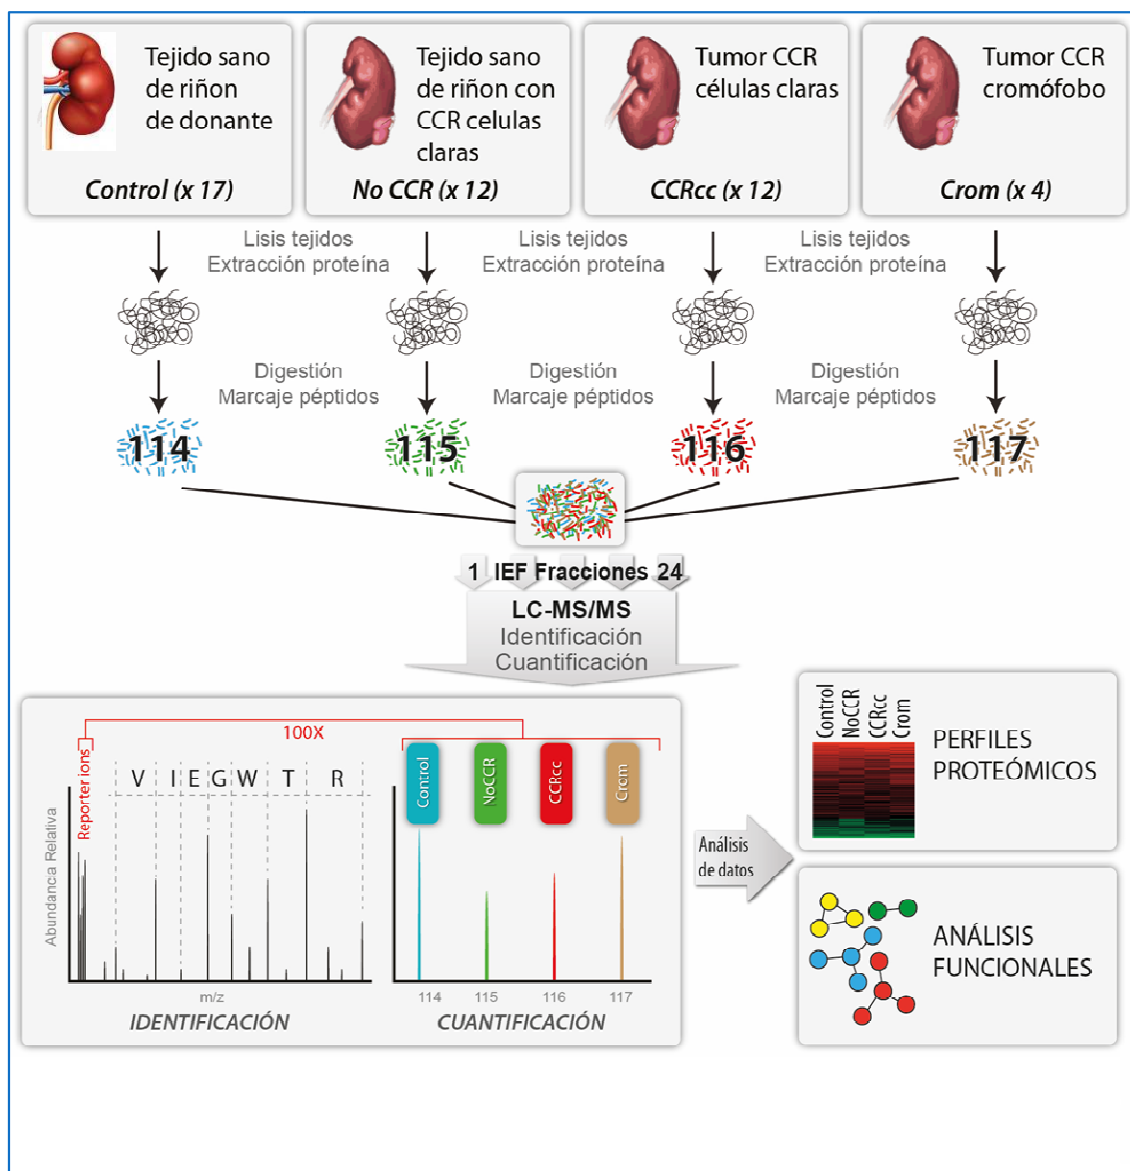 Tejido sano
de riñon
de donante
Control (x 17)
Tejido sano
de riñon con
CCR celulas
claras
No CCR (x 12)
Tumor CCR
células claras
CCRcc (x 12)
Tumor CCR
cromófobo
Crom (x 4)
Lisis tejidos
Extracción proteína
Lisis tejidos
Extracción proteína
Lisis tejidos
Extracción proteína
Digestión
Marcaje péptidos
Digestión
Marcaje péptidos
Digestión
Marcaje péptidos
114
115
116
117
1 IEF Fracciones 24
LC-MS/MS
Identificación
Cuantificación
100X
Reporter ions
V I E G W T R
Abundancia Relativa
m/z
IDENTIFICACIÓN
Control
NoCCR
CCRcc
Crom
114 115 116 117
CUANTIFICACIÓN
Análisis
de datos
Control
NoCCR
CCRcc
Crom
PERFILES
PROTEÓMICOS
ANÁLISIS
FUNCIONALES